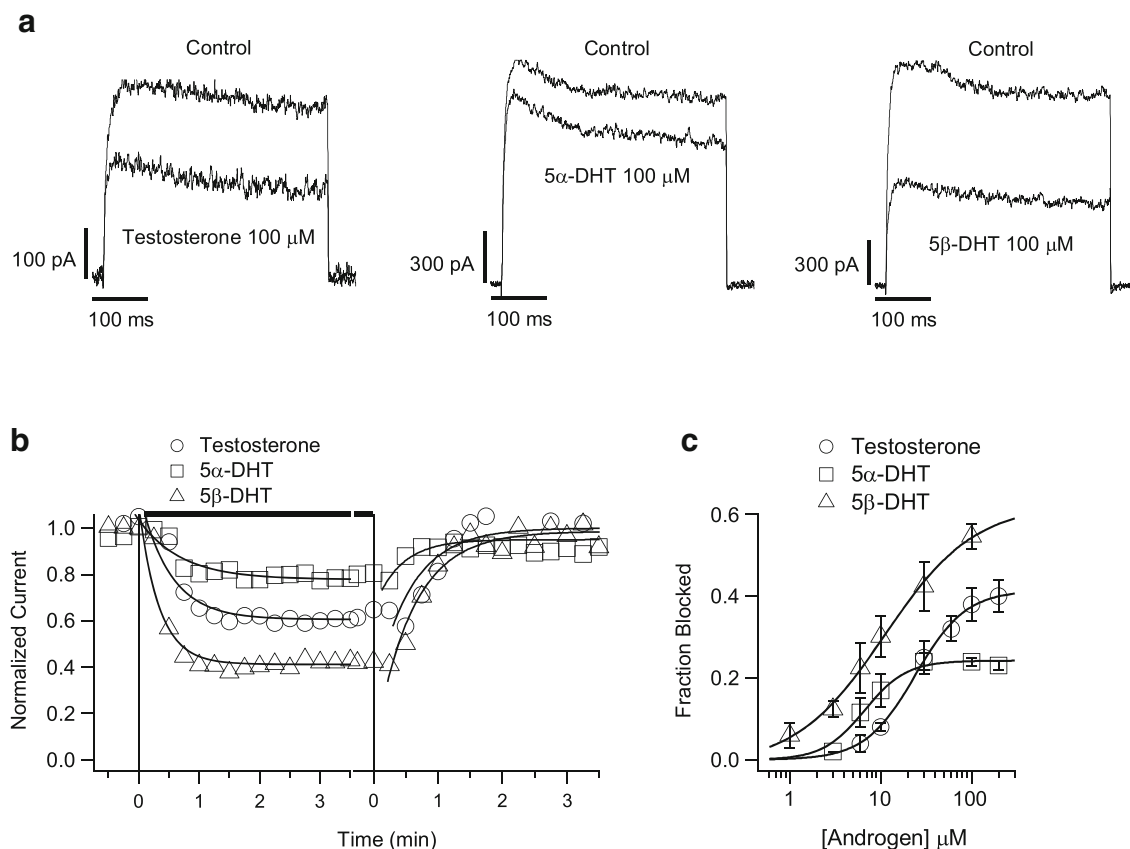 a
Control
Control
Control
Testosterone 100 μM
5α-DHT 100 μM
5β-DHT 100 μM
100 pA
300 pA
300 pA
100 ms
100 ms
100 ms
b
Testosterone
5α-DHT
5β-DHT
Normalized Current
1.0
0.8
0.6
0.4
0.2
0.0
0 1 2 3 0 1 2 3
Time (min)
c
Testosterone
5α-DHT
5β-DHT
Fraction Blocked
0.6
0.4
0.2
0.0
1 10 100
[Androgen] μM